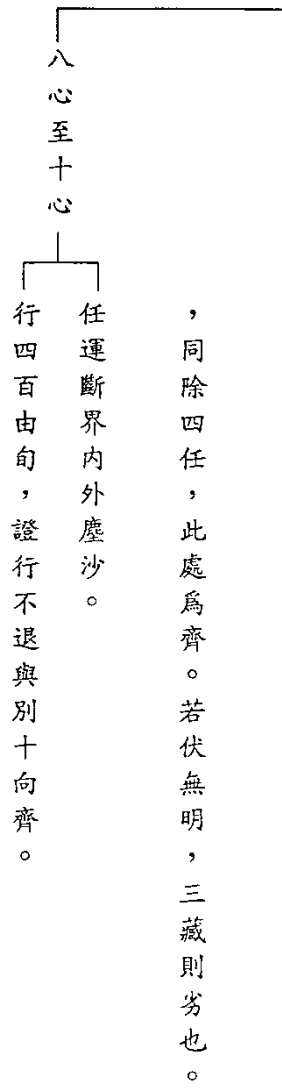 ，同除四任，此處爲齊。若伏無明，三藏則劣也。
八心至十心
任運斷界內外塵沙。
行四百由旬，證行不退與別十向齊。